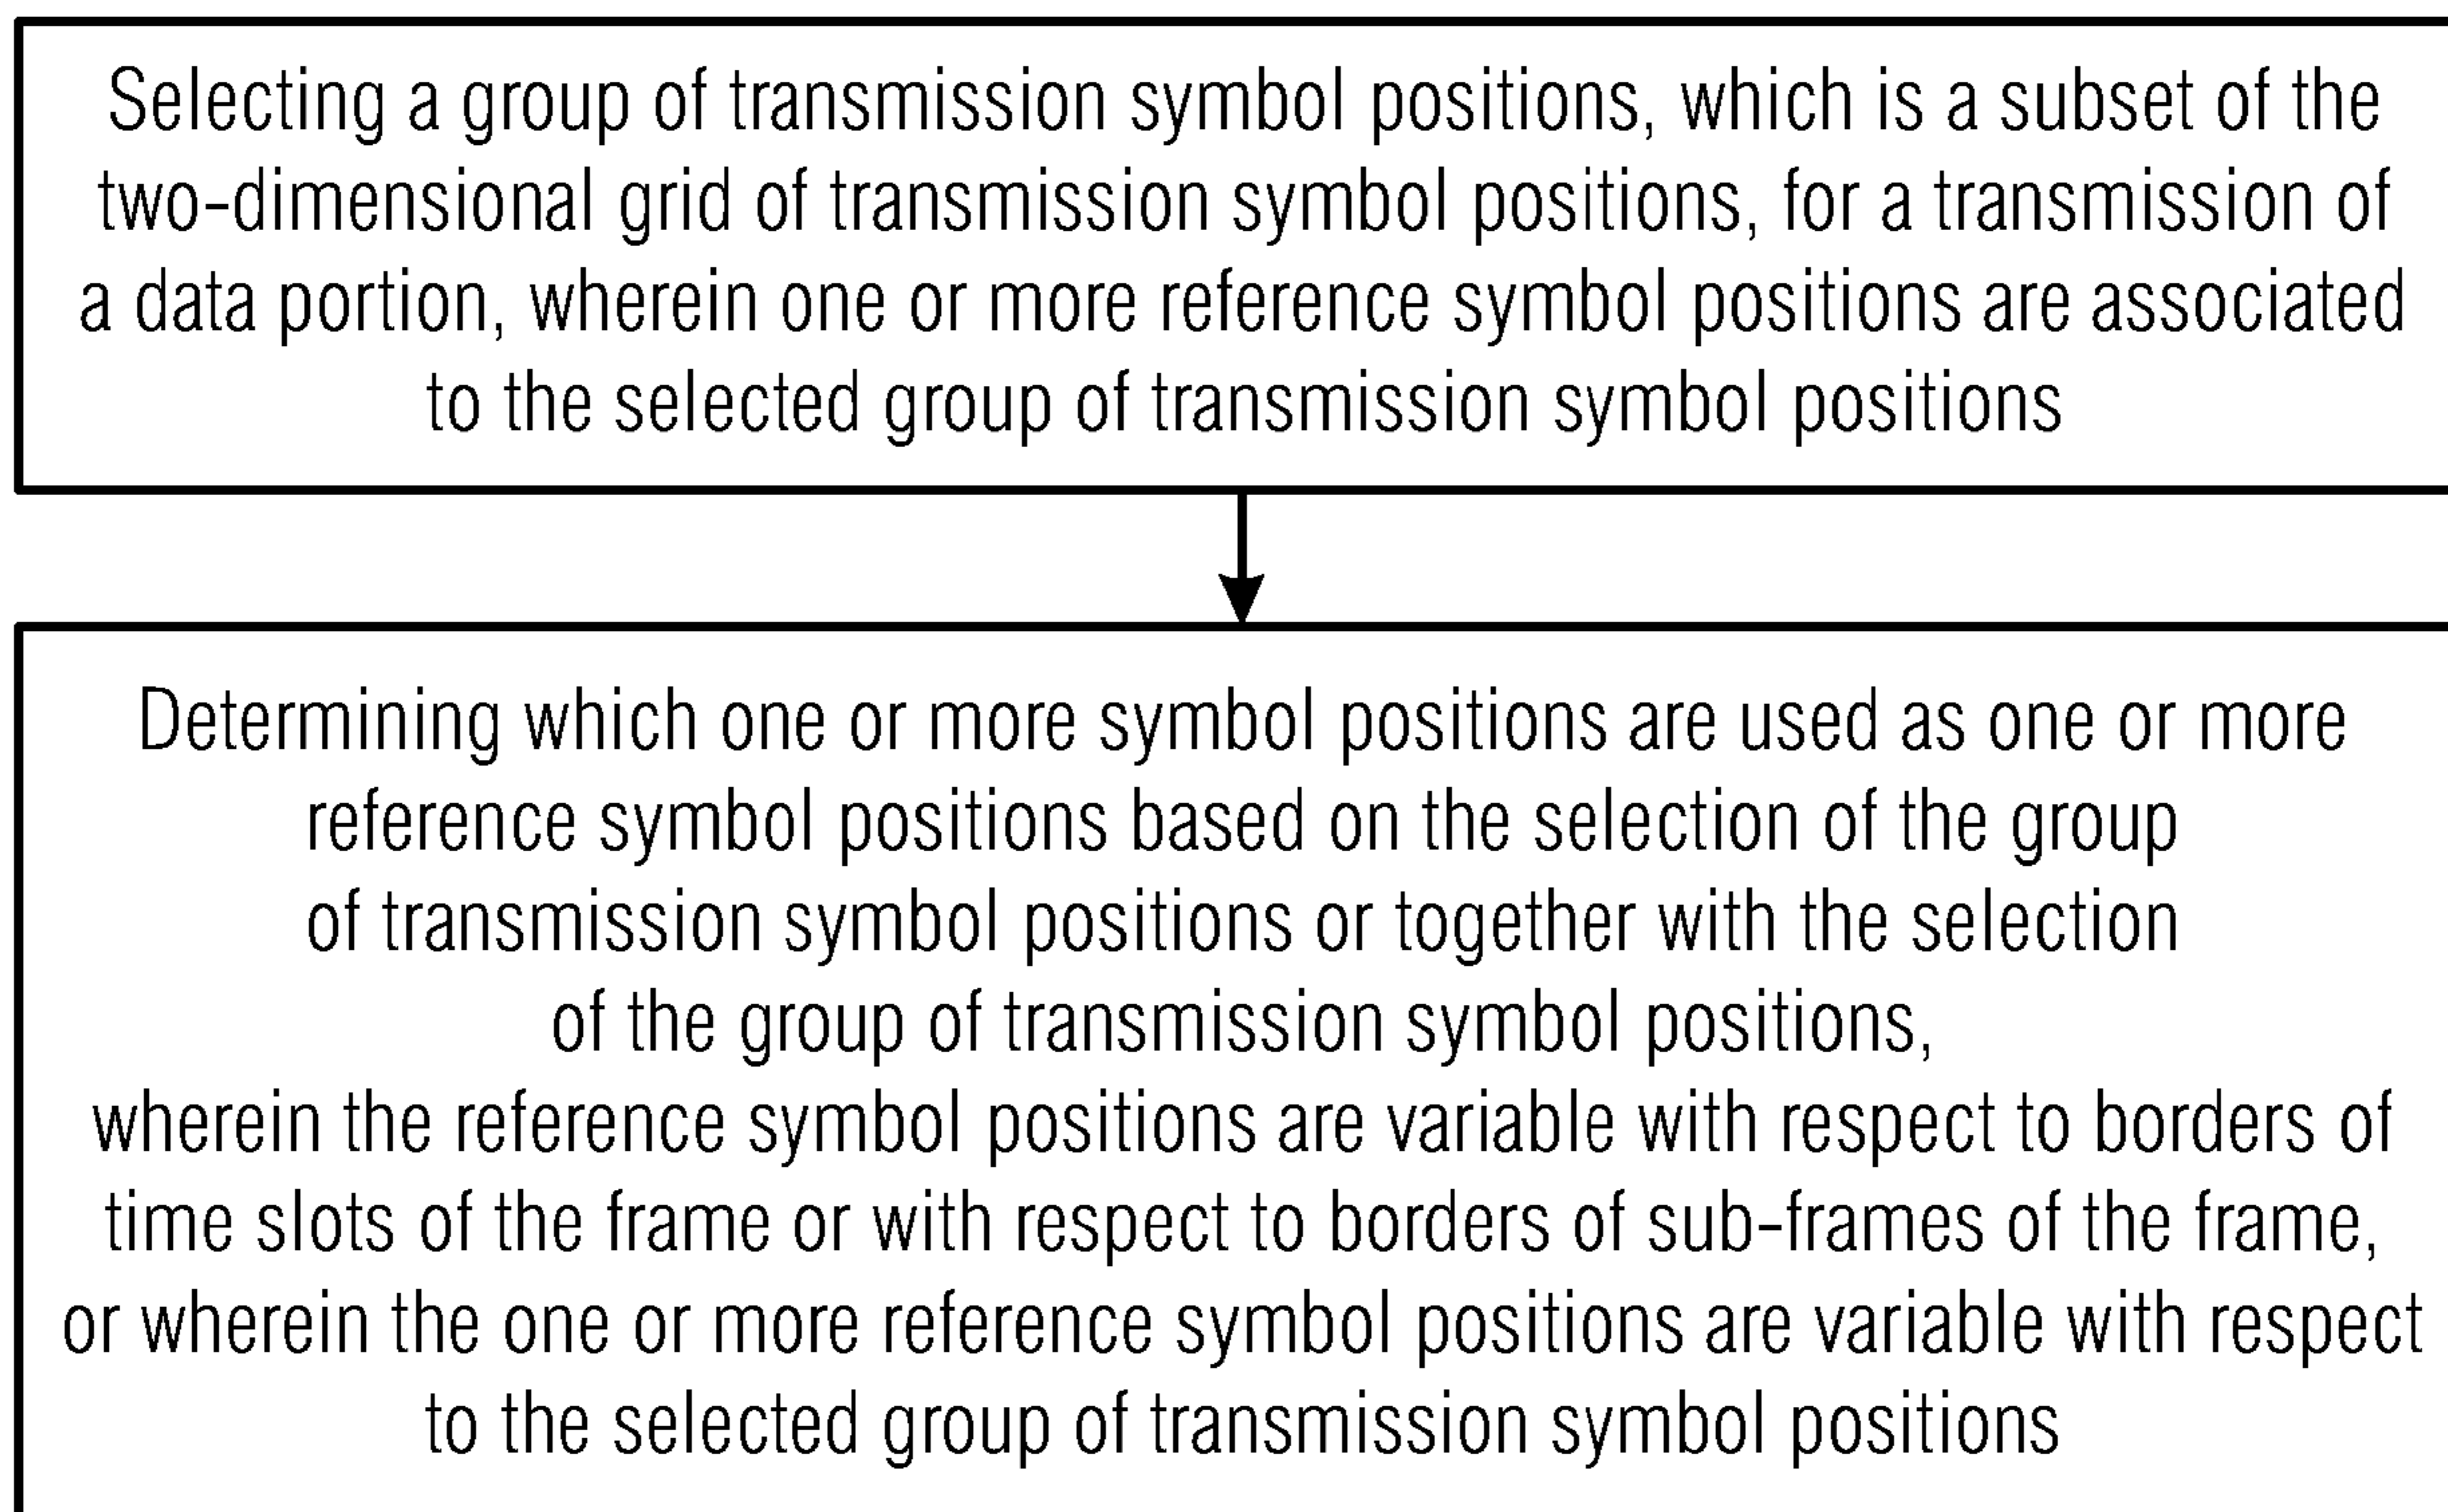 Selecting a group of transmission symbol positions, which is a subset of the
two-dimensional grid of transmission symbol positions, for a transmission of
a data portion, wherein one or more reference symbol positions are associated
to the selected group of transmission symbol positions
Determining which one or more symbol positions are used as one or more
reference symbol positions based on the selection of the group
of transmission symbol positions or together with the selection
of the group of transmission symbol positions,
wherein the reference symbol positions are variable with respect to borders of
time slots of the frame or with respect to borders of sub-frames of the frame,
or wherein the one or more reference symbol positions are variable with respect
to the selected group of transmission symbol positions